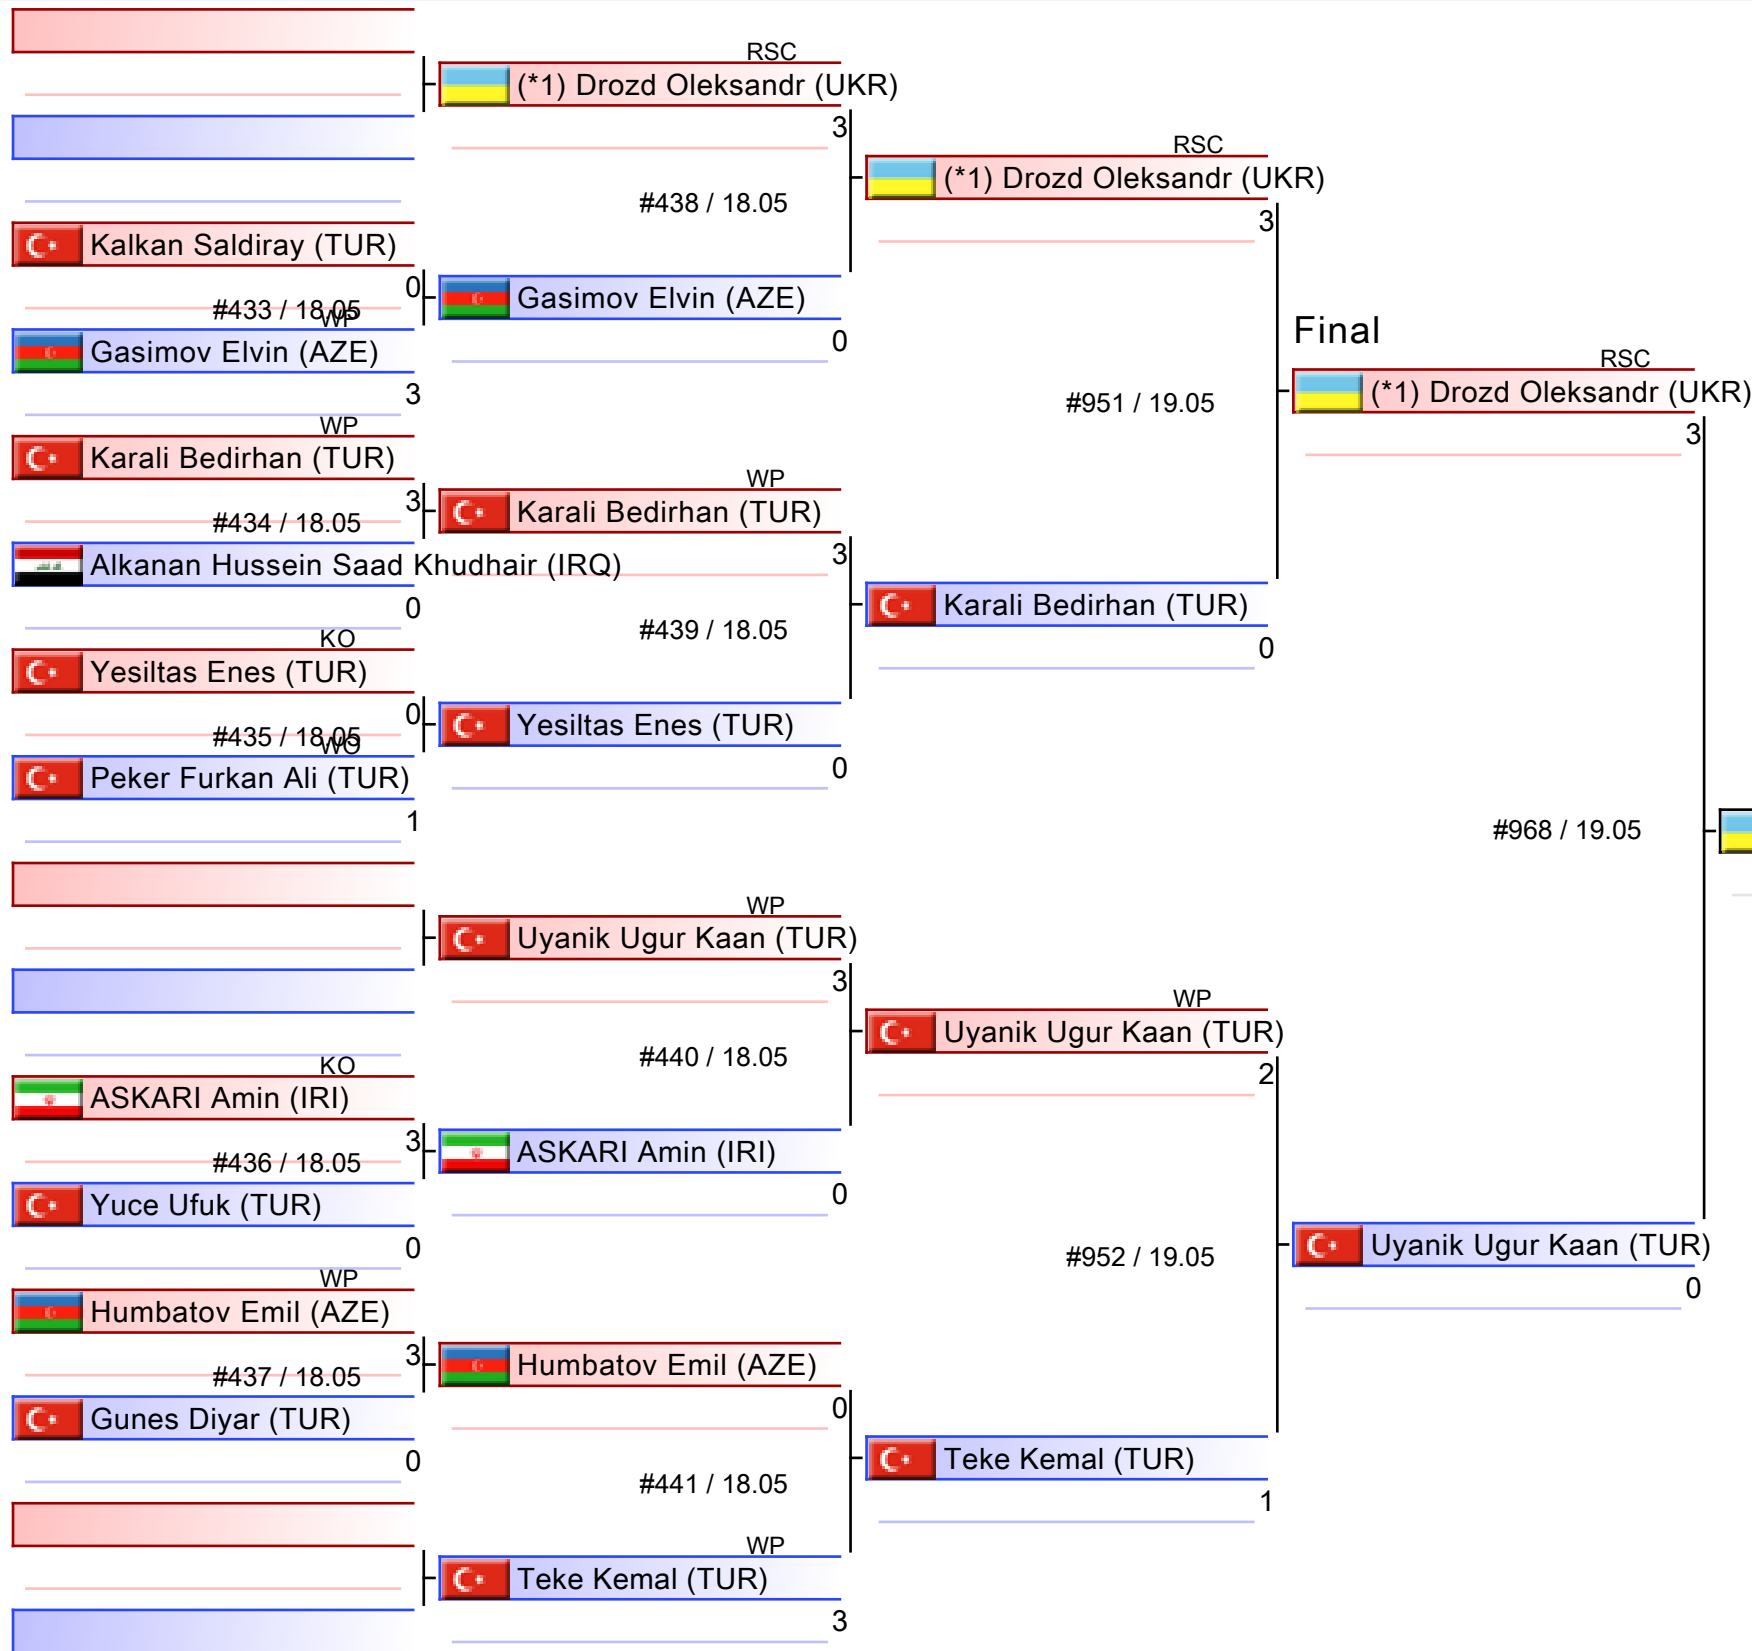 RSC
(*1) Drozd Oleksandr (UKR)
3
RSC
(*1) Drozd Oleksandr (UKR)
#438 / 18.05
3
Kalkan Saldiray (TUR)
0
Gasimov Elvin (AZE)
#433 / 18.05
WP
Gasimov Elvin (AZE)
0
3
Final
RSC
(*1) Drozd Oleksandr (UKR)
#951 / 19.05
3
WP
Karali Bedirhan (TUR)
3
WP
Karali Bedirhan (TUR)
#434 / 18.05
Alkanan Hussein Saad Khudhair (IRQ)
3
0
Karali Bedirhan (TUR)
#439 / 18.05
0
KO
Yesiltas Enes (TUR)
0
Yesiltas Enes (TUR)
#435 / 18.05
WO
Peker Furkan Ali (TUR)
0
1
#968 / 19.05
WP
Uyanik Ugur Kaan (TUR)
3
WP
Uyanik Ugur Kaan (TUR)
#440 / 18.05
2
KO
ASKARI Amin (IRI)
3
ASKARI Amin (IRI)
#436 / 18.05
Yuce Ufuk (TUR)
0
0
#952 / 19.05
Uyanik Ugur Kaan (TUR)
0
WP
Humbatov Emil (AZE)
3
Humbatov Emil (AZE)
#437 / 18.05
Gunes Diyar (TUR)
0
0
Teke Kemal (TUR)
#441 / 18.05
1
WP
Teke Kemal (TUR)
3